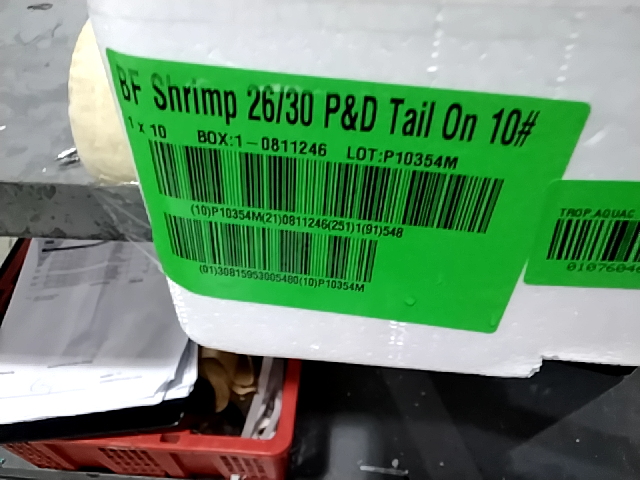 BF Shrimp 26/30 P&D Tail On 10#
1 x 10 BOX:1-0811246 LOT:P10354M
(10)P10354M(21)0811246(251)1(91)548
(01)30815953005480(10)P10354M
TROP.AQUAC